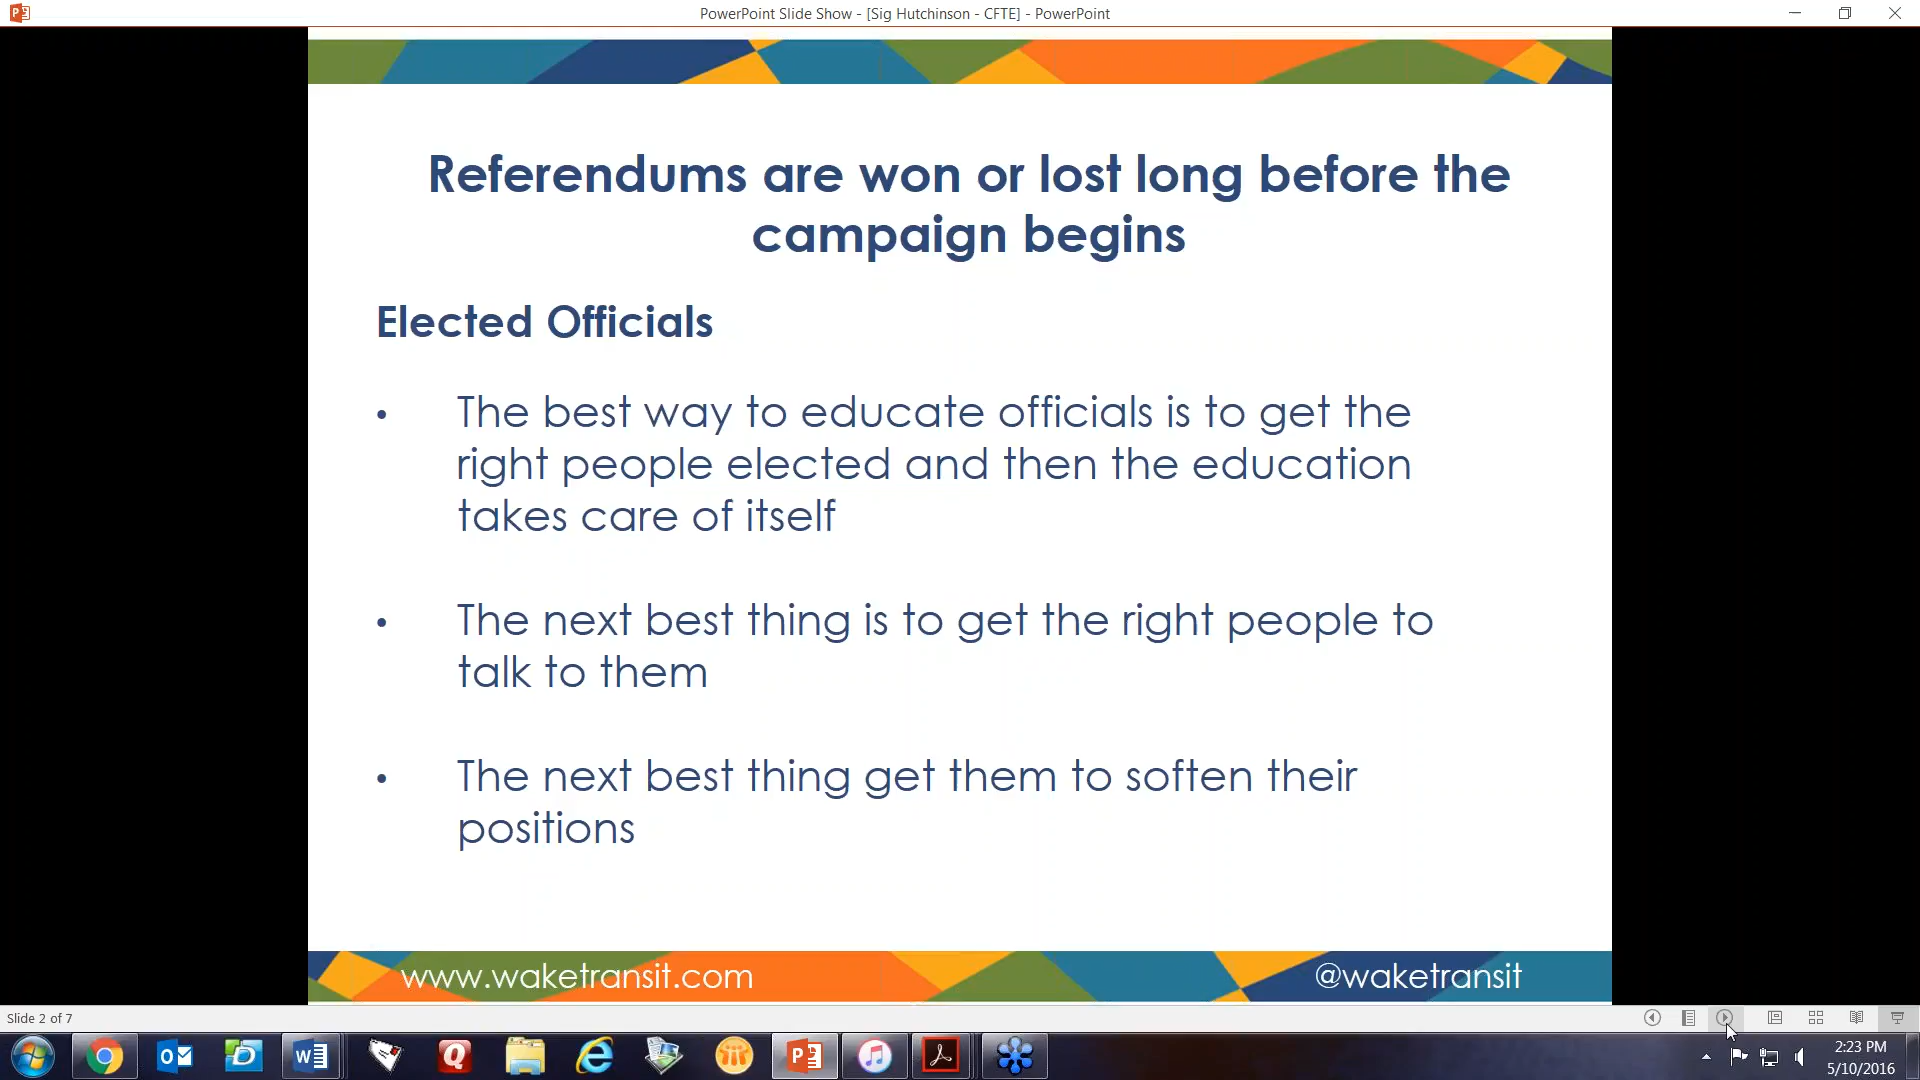 PowerPoint Slide Show - [Sig Hutchinson - CFTE] - PowerPoint
Referendums are won or lost long before the
campaign begins
Elected Officials
• The best way to educate officials is to get the
right people elected and then the education
takes care of itself
• The next best thing is to get the right people to
talk to them
• The next best thing get them to soften their
positions
www.waketransit.com
@waketransit
Slide 2 of 7
2:23 PM
5/10/2016